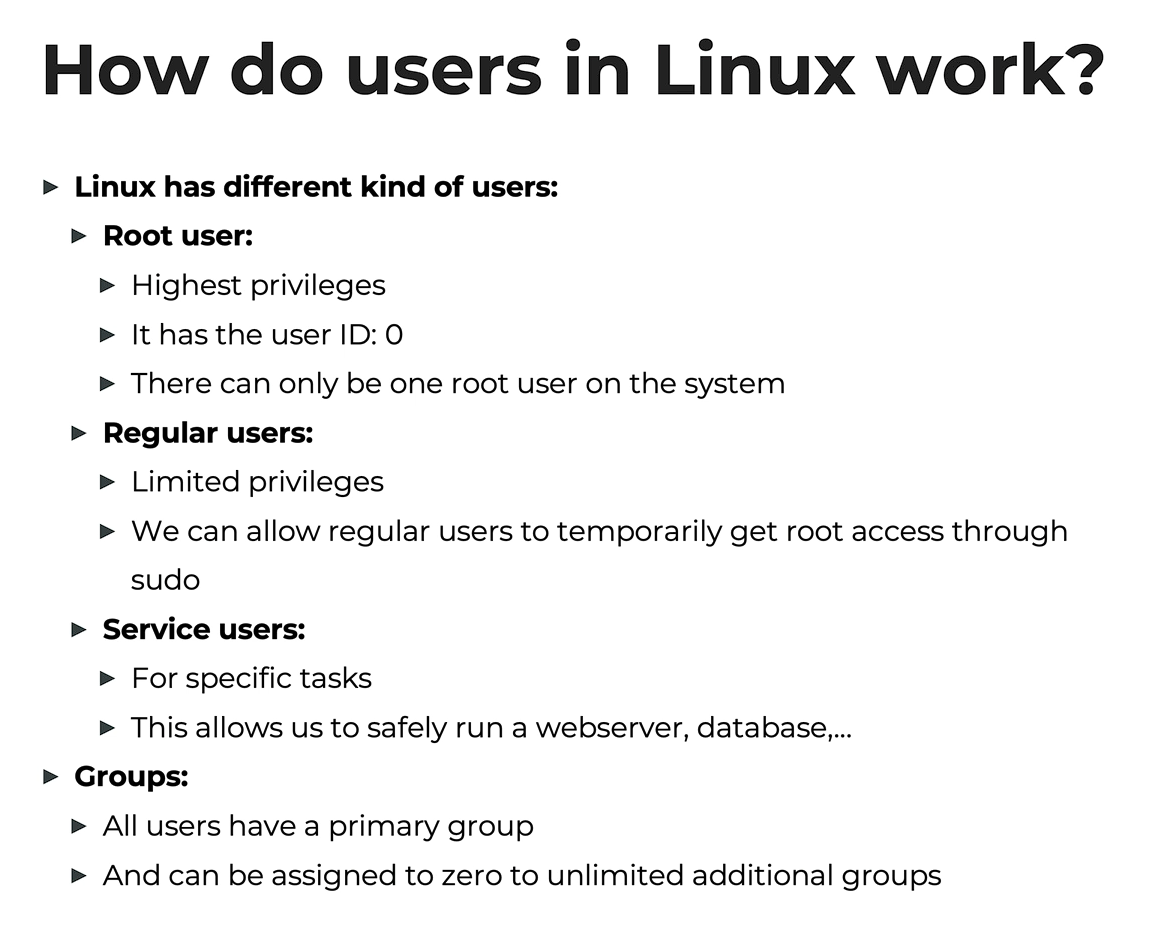 How do users in Linux work?
Linux has different kind of users:
Root user:
Highest privileges
It has the user ID: 0
There can only be one root user on the system
Regular users:
Limited privileges
We can allow regular users to temporarily get root access through
sudo
Service users:
For specific tasks
This allows us to safely run a webserver, database,...
Groups:
All users have a primary group
And can be assigned to zero to unlimited additional groups